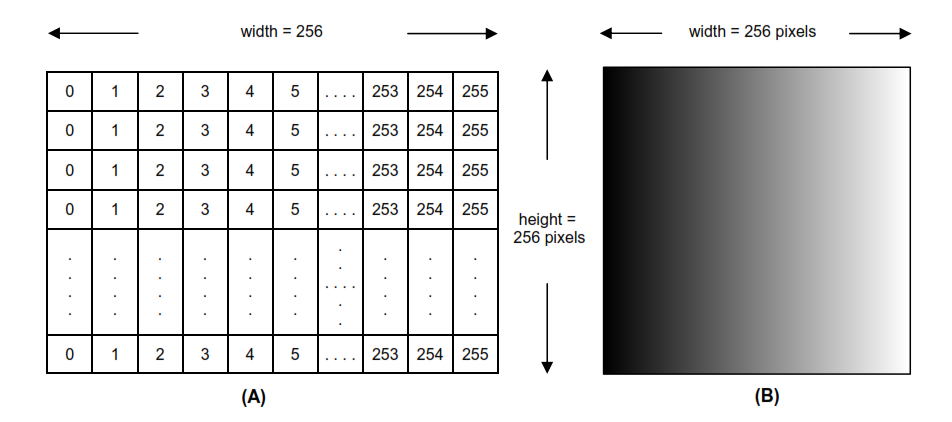 width = 256
width = 256 pixels
0 1 2 3 4 5 . . . . 253 254 255
0 1 2 3 4 5 . . . . 253 254 255
0 1 2 3 4 5 . . . . 253 254 255
0 1 2 3 4 5 . . . . 253 254 255
height =
256 pixels
. . . . . . . . . .
. . . . . . . . . .
. . . .
. . . . . . . . . .
. . . . . . . . . .
0 1 2 3 4 5 . . . . 253 254 255
(A)
(B)